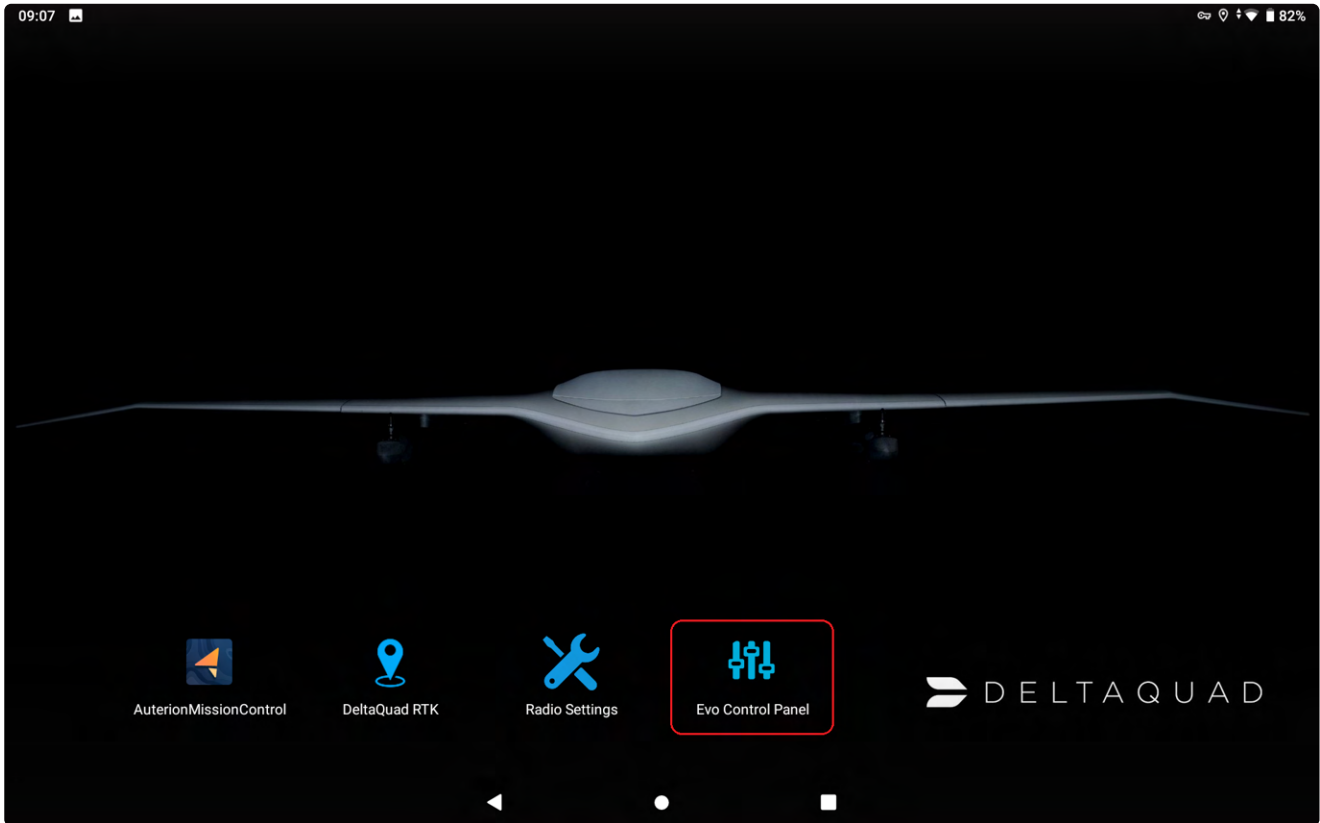 09:07 82%
AuterionMissionControl DeltaQuad RTK Radio Settings Evo Control Panel
DELTAQUAD